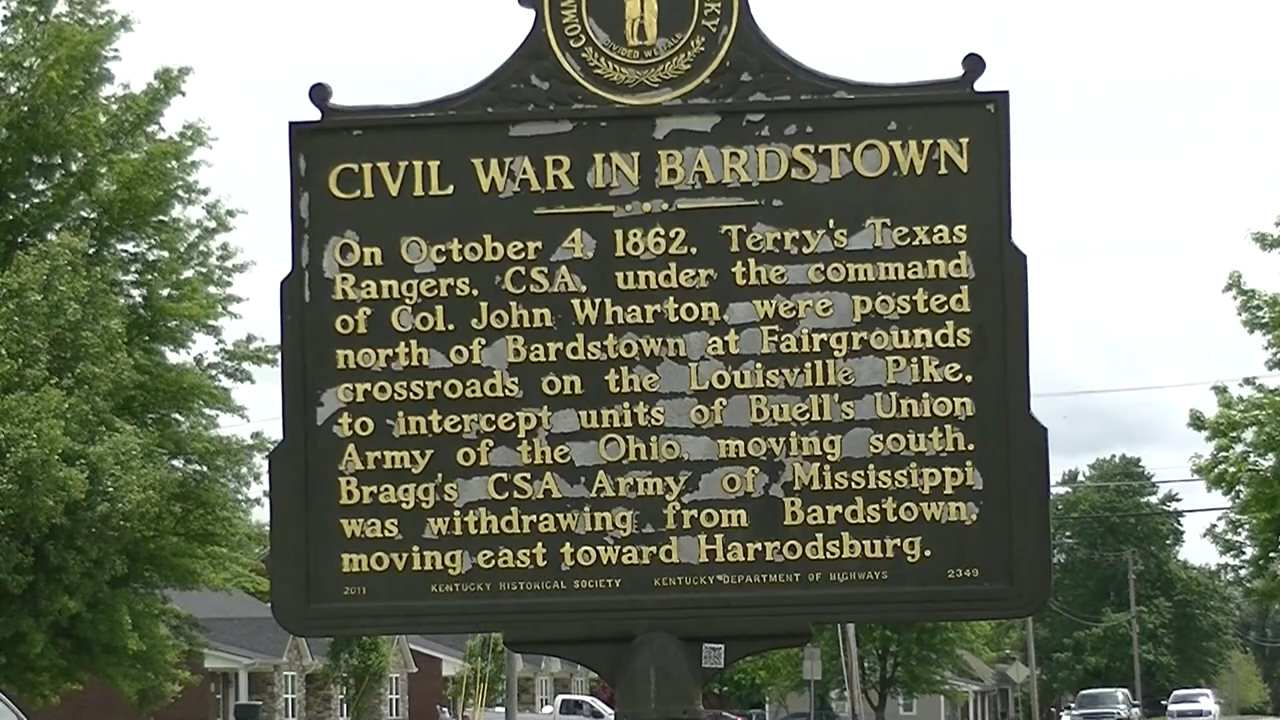 COMM KY
DIVIDED WE FALL
CIVIL WAR IN BARDSTOWN
On October 4, 1862, Terry's Texas
Rangers, CSA, under the command
of Col. John Wharton, were posted
north of Bardstown at Fairgrounds
crossroads on the Louisville Pike,
to intercept units of Buell's Union
Army of the Ohio, moving south.
Bragg's CSA Army of Mississippi
was withdrawing from Bardstown,
moving east toward Harrodsburg.
2011 KENTUCKY HISTORICAL SOCIETY KENTUCKY DEPARTMENT OF HIGHWAYS 2349